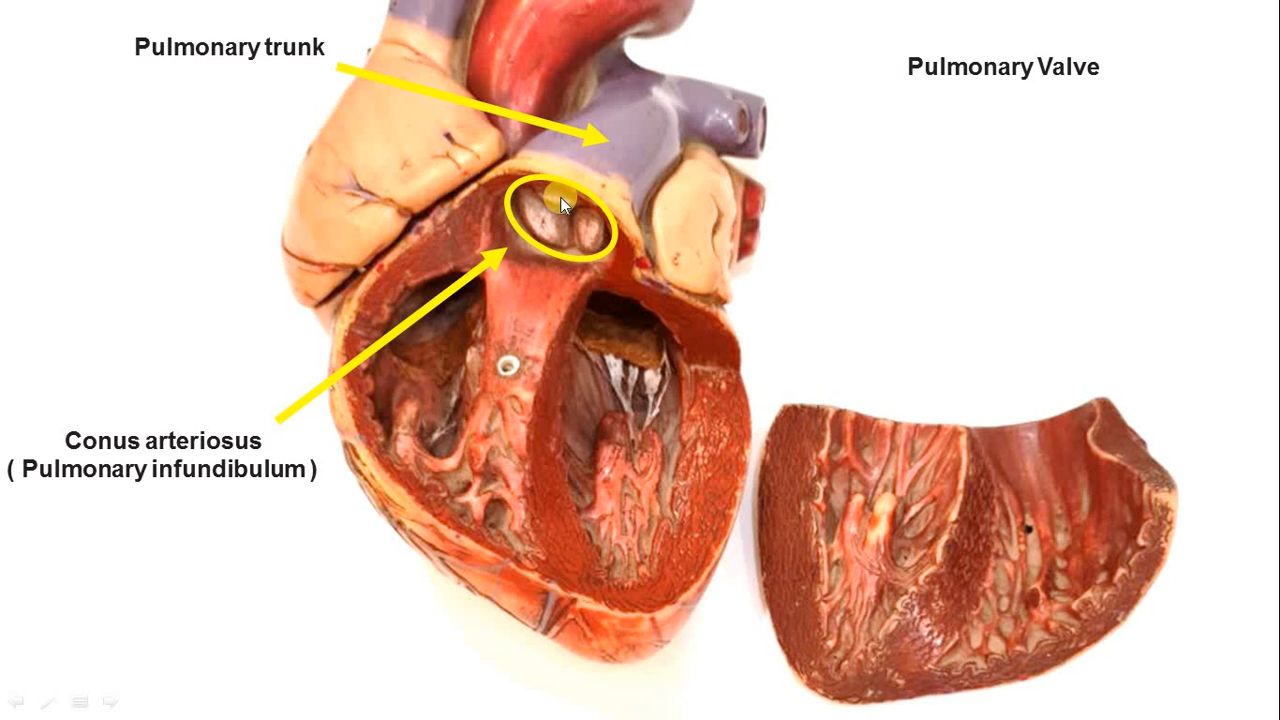 Pulmonary trunk
Pulmonary Valve
Conus arteriosus
( Pulmonary infundibulum )